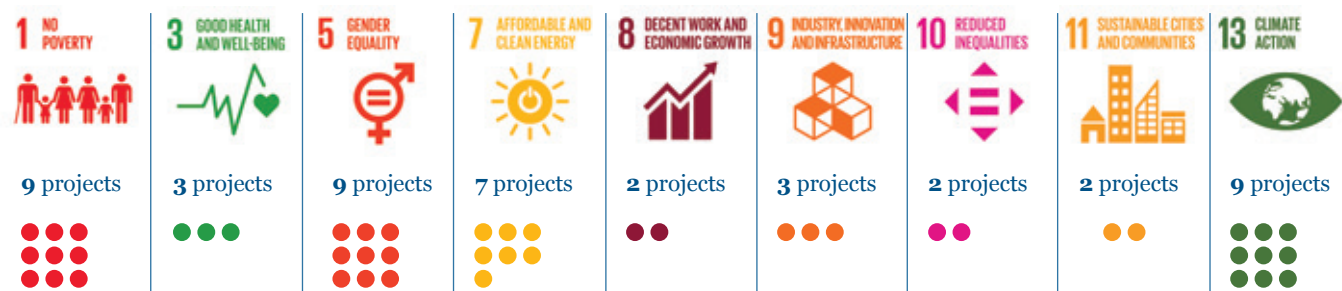 1 NO
POVERTY
9 projects
3 GOOD HEALTH
AND WELL-BEING
3 projects
5 GENDER
EQUALITY
9 projects
7 AFFORDABLE AND
CLEAN ENERGY
7 projects
8 DECENT WORK AND
ECONOMIC GROWTH
2 projects
9 INDUSTRY, INNOVATION
AND INFRASTRUCTURE
3 projects
10 REDUCED
INEQUALITIES
2 projects
11 SUSTAINABLE CITIES
AND COMMUNITIES
2 projects
13 CLIMATE
ACTION
9 projects